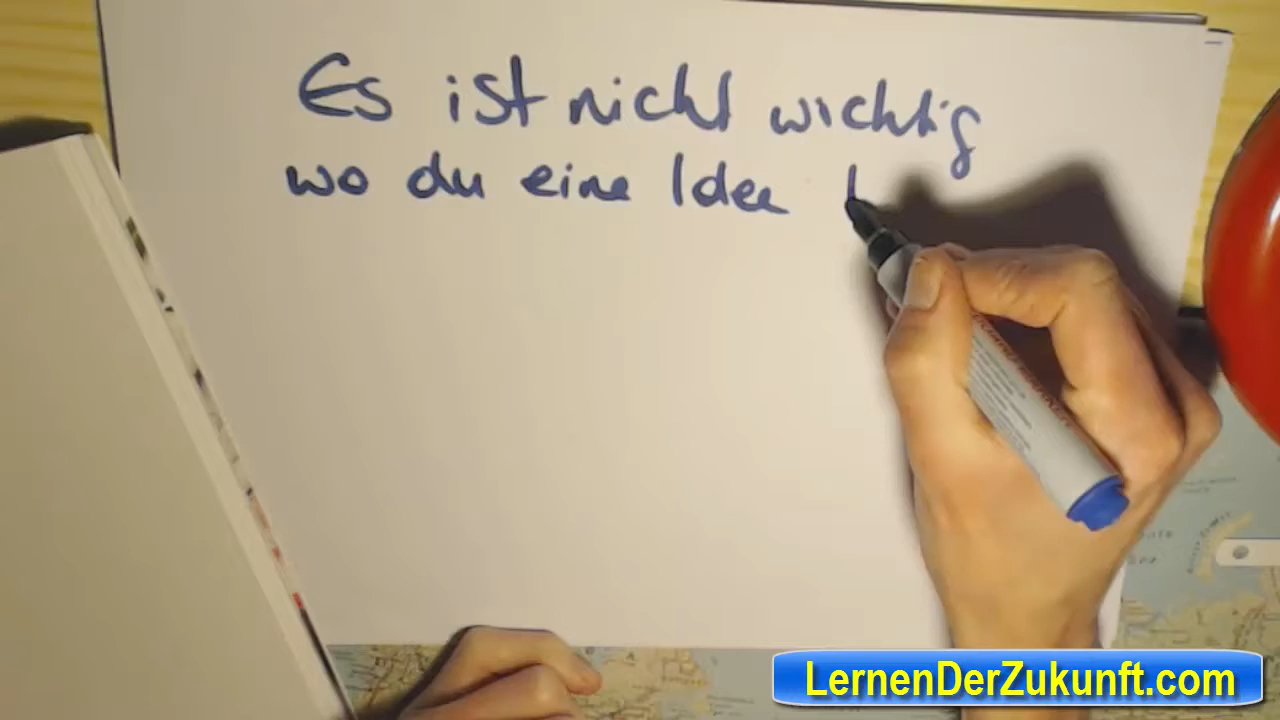 Es ist nicht wichtig
wo du eine Idee
LernenDerZukunft.com